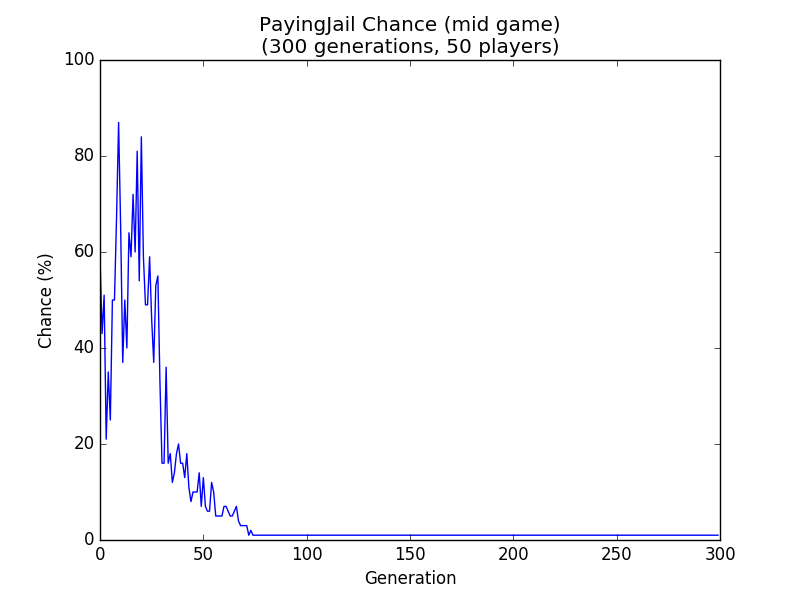 PayingJail Chance (mid game)
(300 generations, 50 players)
100
80
60
40
20
0
Chance (%)
0 50 100 150 200 250 300
Generation